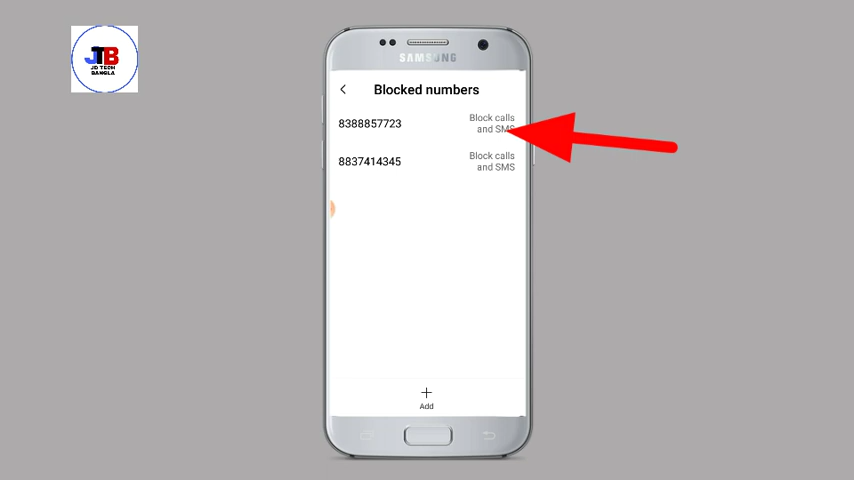 JTB
JD TECH
BANGLA
SAMSUNG
Blocked numbers
8388857723
Block calls
and SMS
8837414345
Block calls
and SMS
+
Add